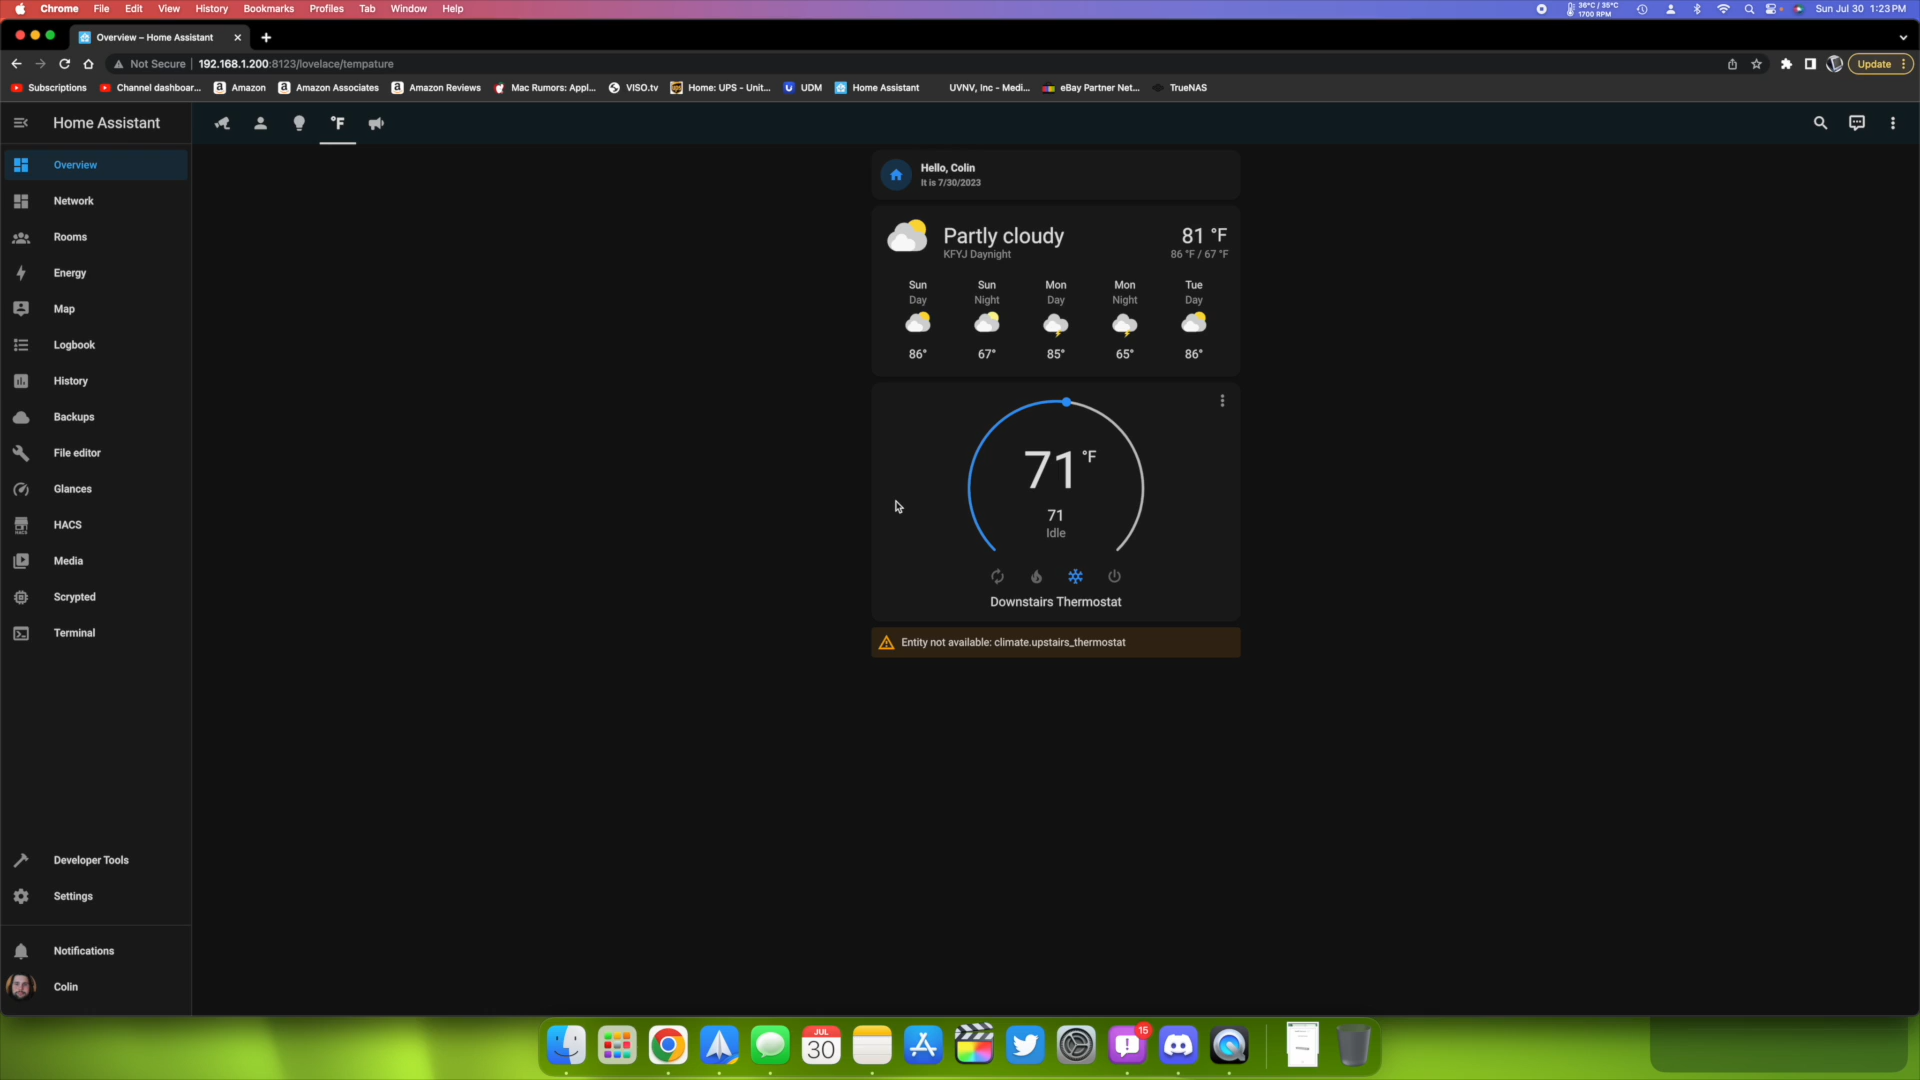 Chrome File Edit View History Bookmarks Profiles Tab Window Help
36°C / 35°C
1700 RPM
Sun Jul 30 1:23 PM
Overview – Home Assistant
Not Secure 192.168.1.200:8123/lovelace/tempature
Update
Subscriptions Channel dashboar... Amazon Amazon Associates Amazon Reviews Mac Rumors: Appl... VISO.tv Home: UPS - Unit... UDM Home Assistant UVNV, Inc - Medi... eBay Partner Net... TrueNAS
Home Assistant
°F
Overview
Network
Rooms
Energy
Map
Logbook
History
Backups
File editor
Glances
HACS
Media
Scrypted
Terminal
Developer Tools
Settings
Notifications
Colin
Hello, Colin
It is 7/30/2023
Partly cloudy 81 °F
KFYJ Daynight 86 °F / 67 °F
Sun Sun Mon Mon Tue
Day Night Day Night Day
86° 67° 85° 65° 86°
71 °F
71
Idle
Downstairs Thermostat
Entity not available: climate.upstairs_thermostat
JUL
30
15